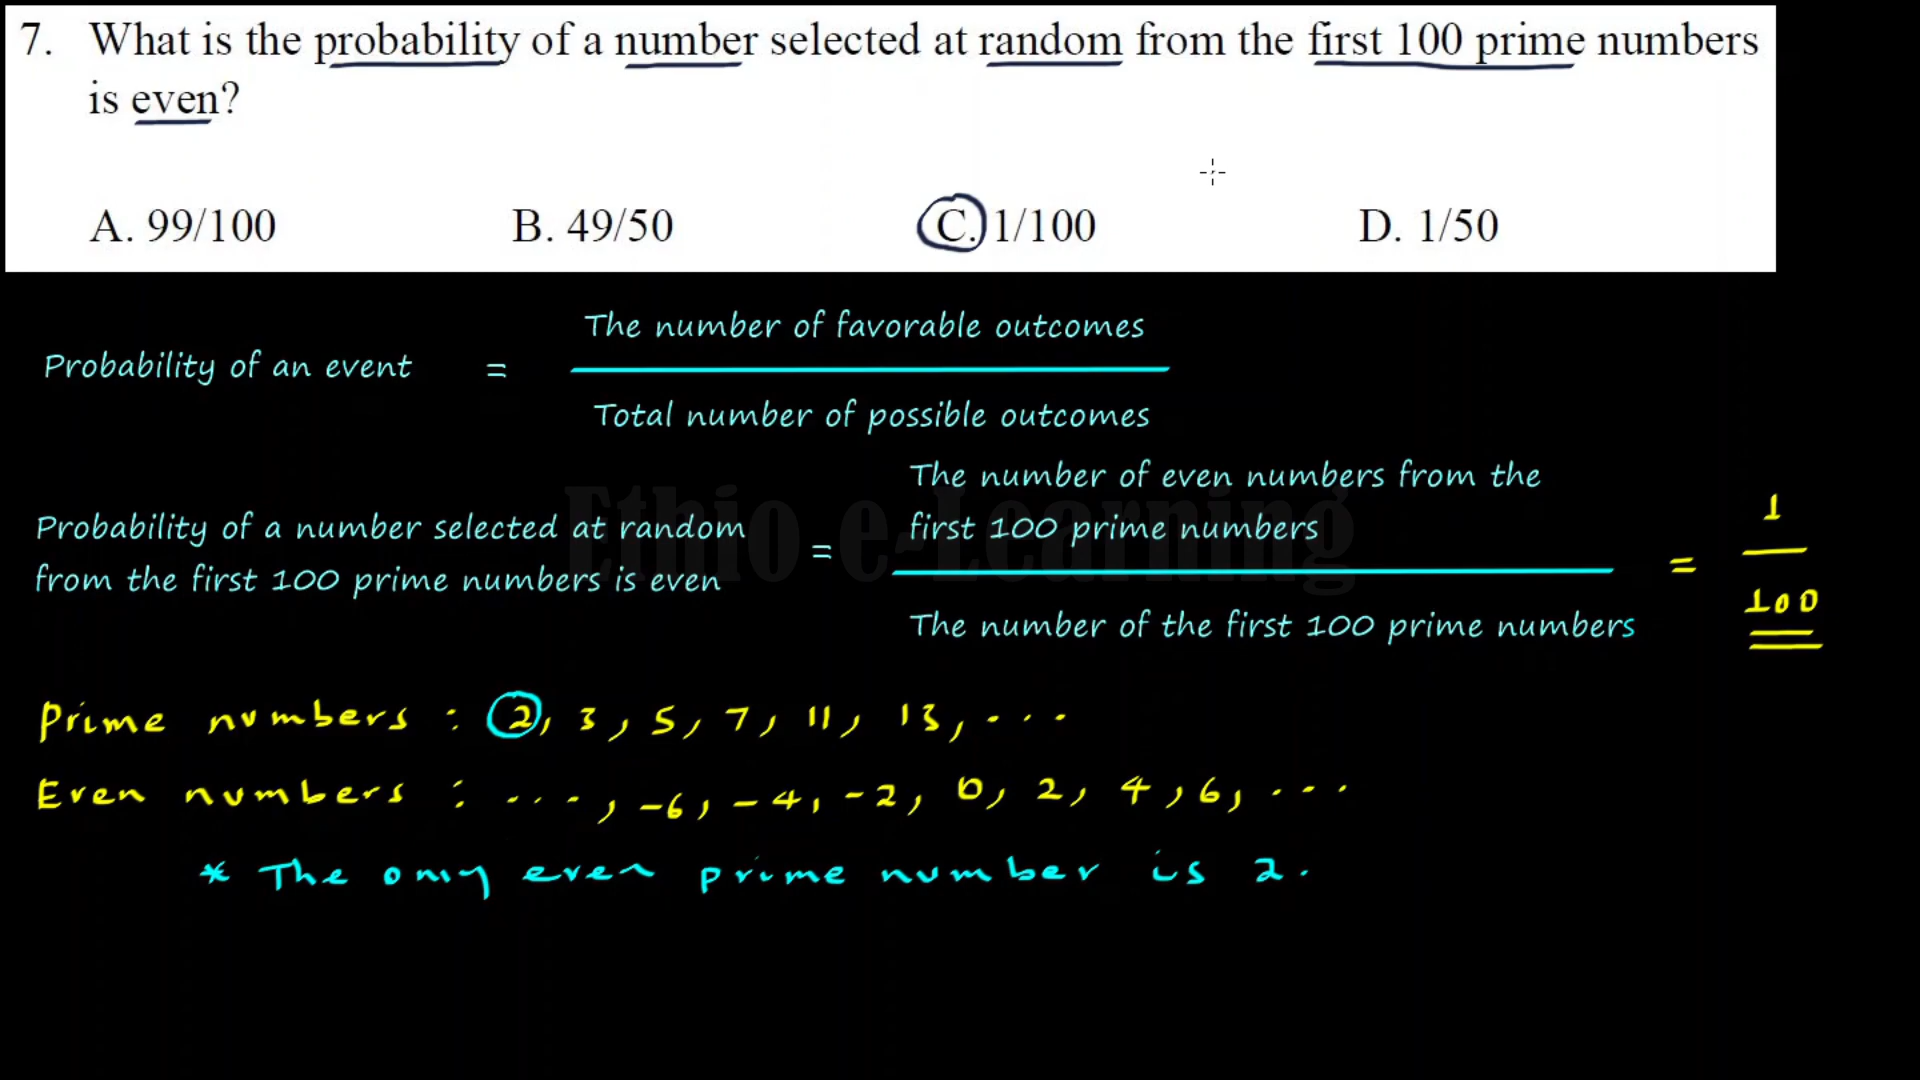 7. What is the probability of a number selected at random from the first 100 prime numbers
is even?
A. 99/100 B. 49/50 C. 1/100 D. 1/50
The number of favorable outcomes
Probability of an event =
Total number of possible outcomes
The number of even numbers from the
first 100 prime numbers
Probability of a number selected at random
from the first 100 prime numbers is even
=
The number of the first 100 prime numbers
= 1
100
Ethio e-Learning
Prime numbers : 2, 3, 5, 7, 11, 13, ...
Even numbers : ..., -6, -4, -2, 0, 2, 4, 6, ...
* The only even prime number is 2.